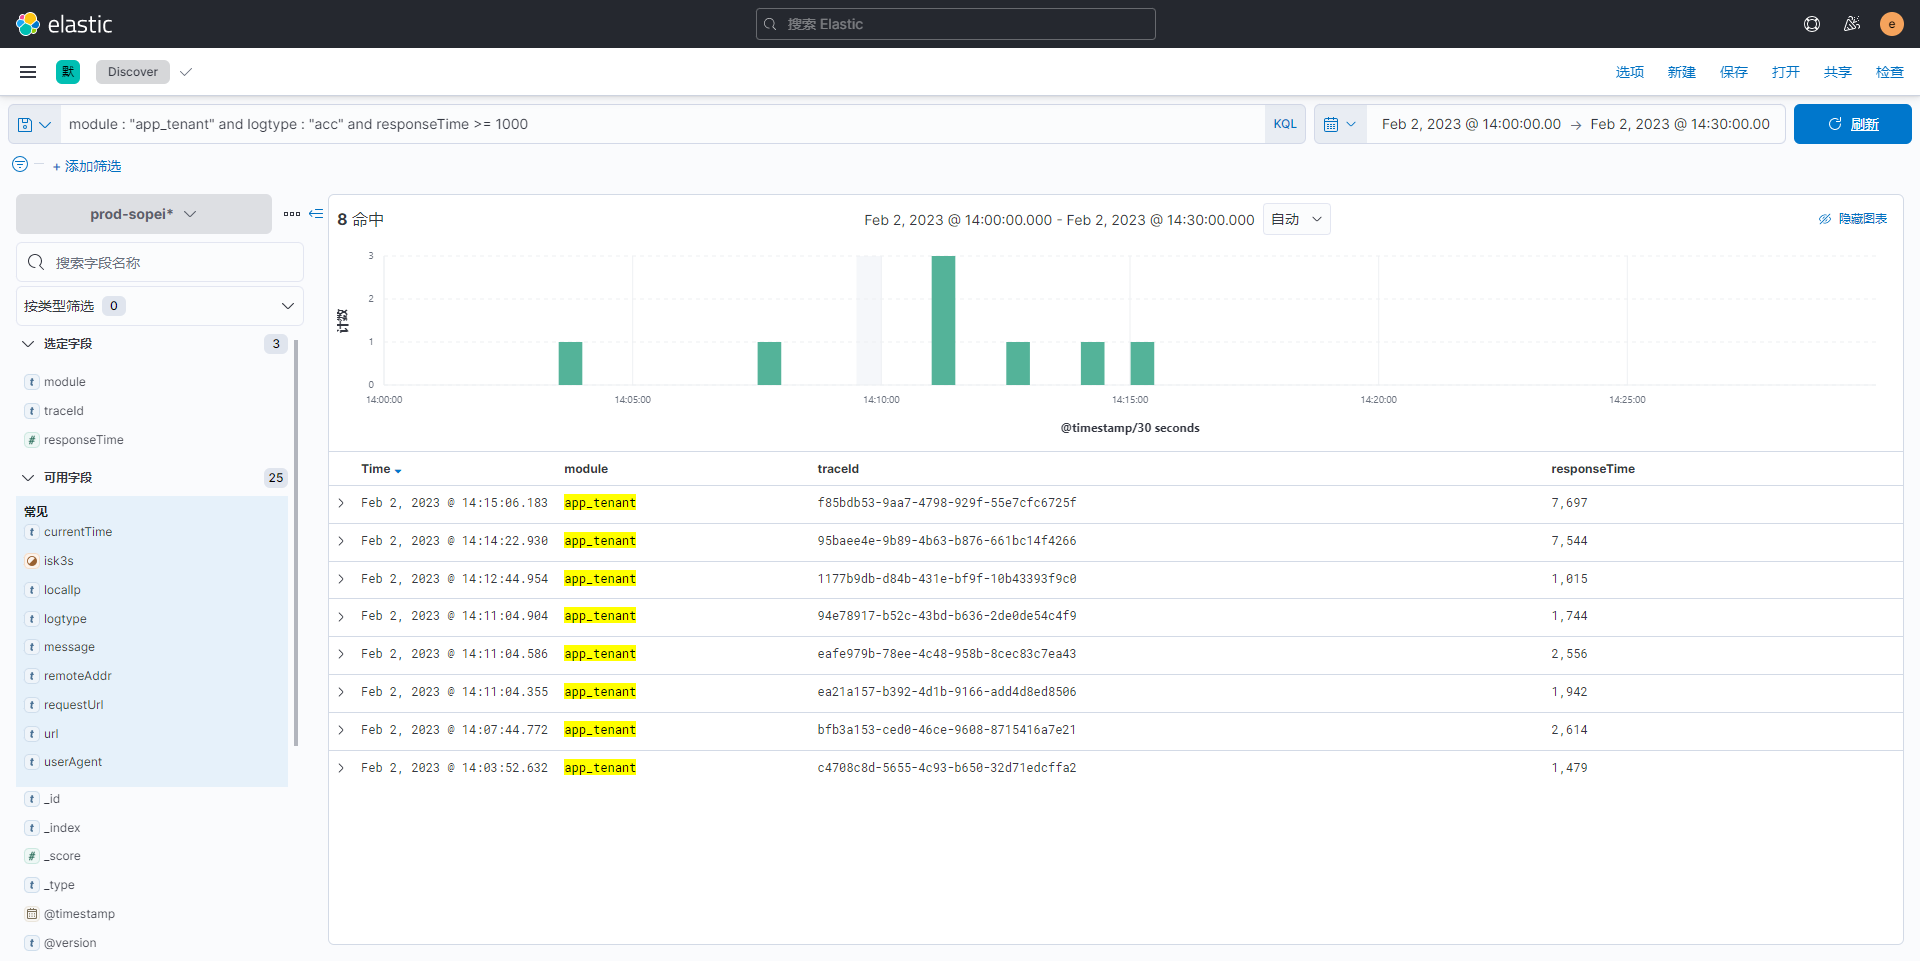 elastic
搜索 Elastic
e
默
Discover
选项
新建
保存
打开
共享
检查
module : "app_tenant" and logtype : "acc" and responseTime >= 1000
KQL
Feb 2, 2023 @ 14:00:00.00 → Feb 2, 2023 @ 14:30:00.00
刷新
+ 添加筛选
prod-sopei*
搜索字段名称
按类型筛选 0
选定字段 3
t module
t traceId
# responseTime
可用字段 25
常见
t currentTime
isk3s
t localIp
t logtype
t message
t remoteAddr
t requestUrl
t url
t userAgent
t _id
t _index
# _score
t _type
@timestamp
t @version
8 命中
Feb 2, 2023 @ 14:00:00.000 - Feb 2, 2023 @ 14:30:00.000
自动
隐藏图表
计数
3
2
1
0
14:00:00 14:05:00 14:10:00 14:15:00 14:20:00 14:25:00
@timestamp/30 seconds
Time module traceId responseTime
Feb 2, 2023 @ 14:15:06.183 app_tenant f85bdb53-9aa7-4798-929f-55e7cfc6725f 7,697
Feb 2, 2023 @ 14:14:22.930 app_tenant 95baee4e-9b89-4b63-b876-661bc14f4266 7,544
Feb 2, 2023 @ 14:12:44.954 app_tenant 1177b9db-d84b-431e-bf9f-10b43393f9c0 1,015
Feb 2, 2023 @ 14:11:04.904 app_tenant 94e78917-b52c-43bd-b636-2de0de54c4f9 1,744
Feb 2, 2023 @ 14:11:04.586 app_tenant eafe979b-78ee-4c48-958b-8cec83c7ea43 2,556
Feb 2, 2023 @ 14:11:04.355 app_tenant ea21a157-b392-4d1b-9166-add4d8ed8506 1,942
Feb 2, 2023 @ 14:07:44.772 app_tenant bfb3a153-ced0-46ce-9608-8715416a7e21 2,614
Feb 2, 2023 @ 14:03:52.632 app_tenant c4708c8d-5655-4c93-b650-32d71edcffa2 1,479